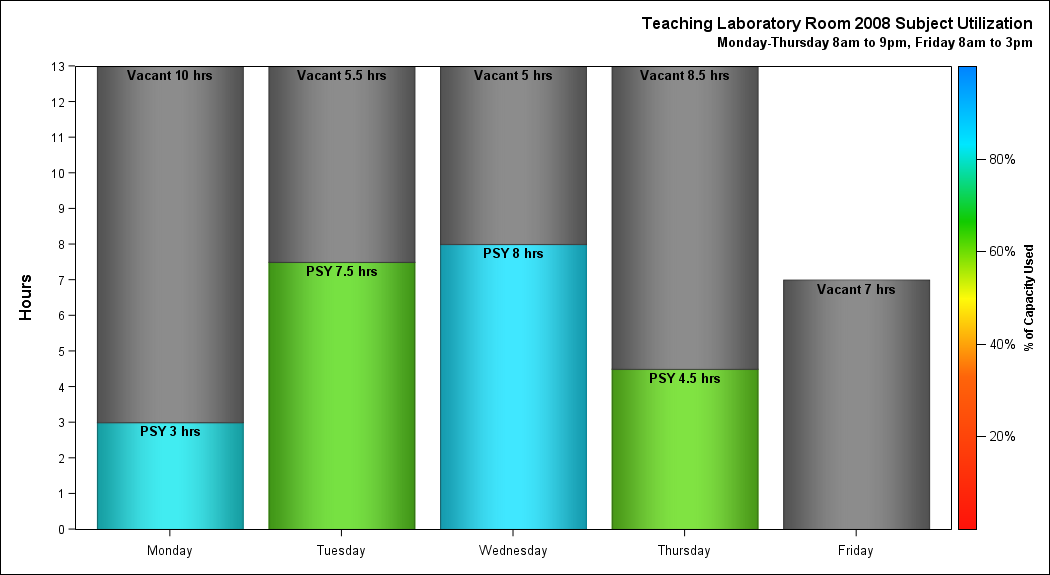 Teaching Laboratory Room 2008 Subject Utilization
Monday-Thursday 8am to 9pm, Friday 8am to 3pm
Hours
13
12
11
10
9
8
7
6
5
4
3
2
1
0
Vacant 10 hrs
PSY 3 hrs
Vacant 5.5 hrs
PSY 7.5 hrs
Vacant 5 hrs
PSY 8 hrs
Vacant 8.5 hrs
PSY 4.5 hrs
Vacant 7 hrs
Monday
Tuesday
Wednesday
Thursday
Friday
80%
60%
40%
20%
% of Capacity Used